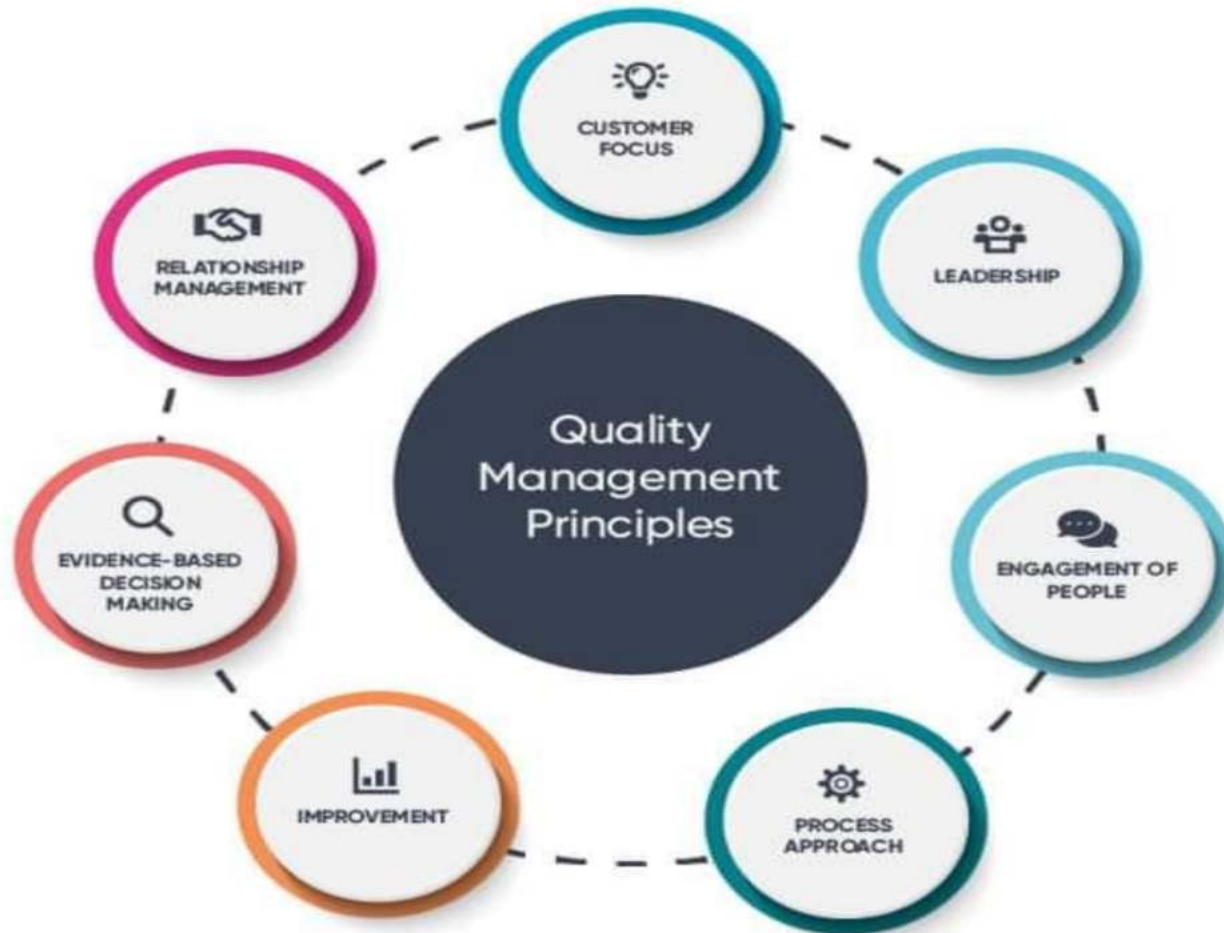 CUSTOMER
FOCUS
LEADERSHIP
ENGAGEMENT OF
PEOPLE
PROCESS
APPROACH
IMPROVEMENT
EVIDENCE-BASED
DECISION
MAKING
RELATIONSHIP
MANAGEMENT
Quality
Management
Principles